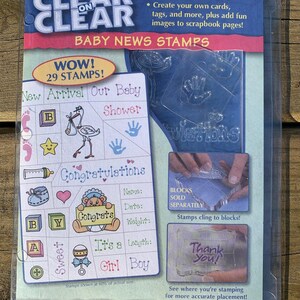 CLEAR
ON
CLEAR
• Create your own cards,
tags, and more, plus add fun
images to scrapbook pages!
BABY NEWS STAMPS
WOW!
29 STAMPS!
New Arrival Our Baby
Shower
B
Congratulations
Congrats
Name:
Date:
Weight:
Length:
B Y
A
Sweet
It's a
Girl Boy
BLOCKS
SOLD
SEPARATELY
Stamps cling to blocks!
Thank
You!
See where you're stamping
for more accurate placement!